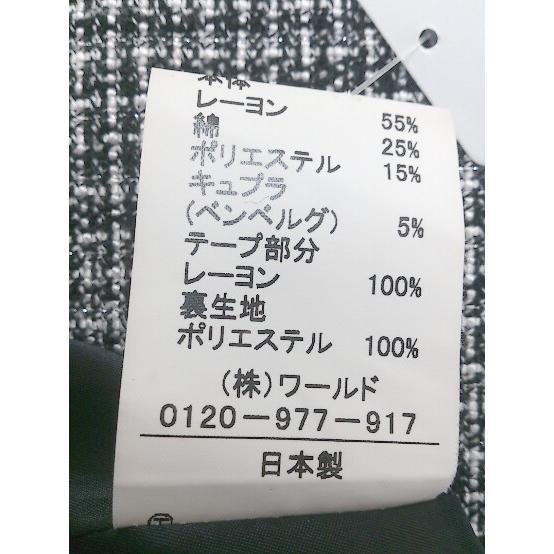 本体
レーヨン 55%
綿 25%
ポリエステル 15%
キュプラ
(ベンベルグ) 5%
テープ部分
レーヨン 100%
裏生地
ポリエステル 100%
(株)ワールド
0120-977-917
日本製